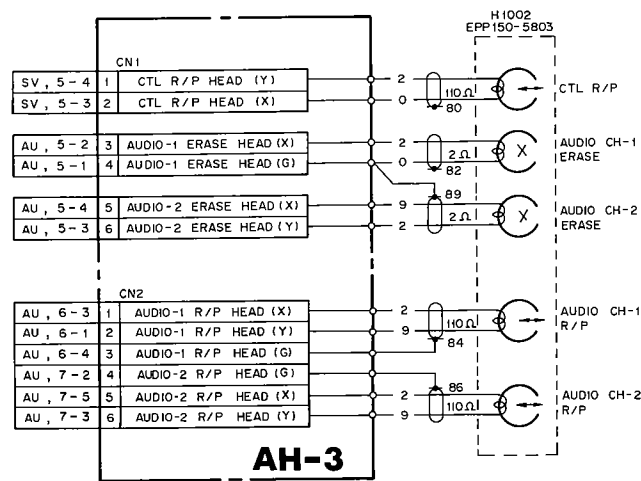 H1002
EPP150-5803
CN1
SV, 5-4 1 CTL R/P HEAD (Y) 2
SV, 5-3 2 CTL R/P HEAD (X) 0
110Ω
80
CTL R/P
AU, 5-2 3 AUDIO-1 ERASE HEAD (X) 2
AU, 5-1 4 AUDIO-1 ERASE HEAD (G) 0
2Ω
82
X
AUDIO CH-1
ERASE
89
AU, 5-4 5 AUDIO-2 ERASE HEAD (X) 9
AU, 5-3 6 AUDIO-2 ERASE HEAD (Y) 2
2Ω
X
AUDIO CH-2
ERASE
CN2
AU, 6-3 1 AUDIO-1 R/P HEAD (X) 2
AU, 6-1 2 AUDIO-1 R/P HEAD (Y) 9
AU, 6-4 3 AUDIO-1 R/P HEAD (G)
110Ω
84
AUDIO CH-1
R/P
AU, 7-2 4 AUDIO-2 R/P HEAD (G)
AU, 7-5 5 AUDIO-2 R/P HEAD (X) 2
AU, 7-3 6 AUDIO-2 R/P HEAD (Y) 9
86
110Ω
AUDIO CH-2
R/P
AH-3